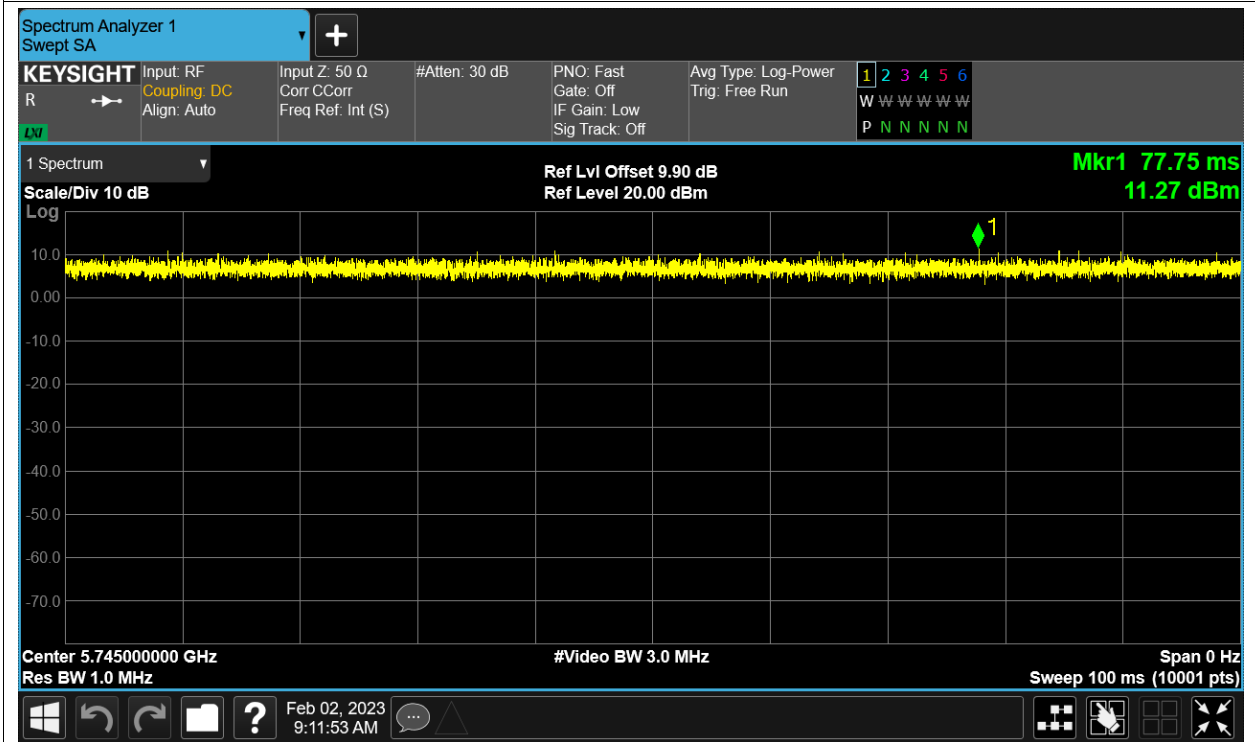 Spectrum Analyzer 1
Swept SA
KEYSIGHT
R
LXI
Input: RF
Coupling: DC
Align: Auto
Input Z: 50 Ω
Corr CCorr
Freq Ref: Int (S)
#Atten: 30 dB
PNO: Fast
Gate: Off
IF Gain: Low
Sig Track: Off
Avg Type: Log-Power
Trig: Free Run
1 2 3 4 5 6
W W W W W W
P N N N N N
1 Spectrum
Scale/Div 10 dB
Log
Ref Lvl Offset 9.90 dB
Ref Level 20.00 dBm
Mkr1 77.75 ms
11.27 dBm
1
10.0
0.00
-10.0
-20.0
-30.0
-40.0
-50.0
-60.0
-70.0
Center 5.745000000 GHz
Res BW 1.0 MHz
#Video BW 3.0 MHz
Span 0 Hz
Sweep 100 ms (10001 pts)
?
Feb 02, 2023
9:11:53 AM